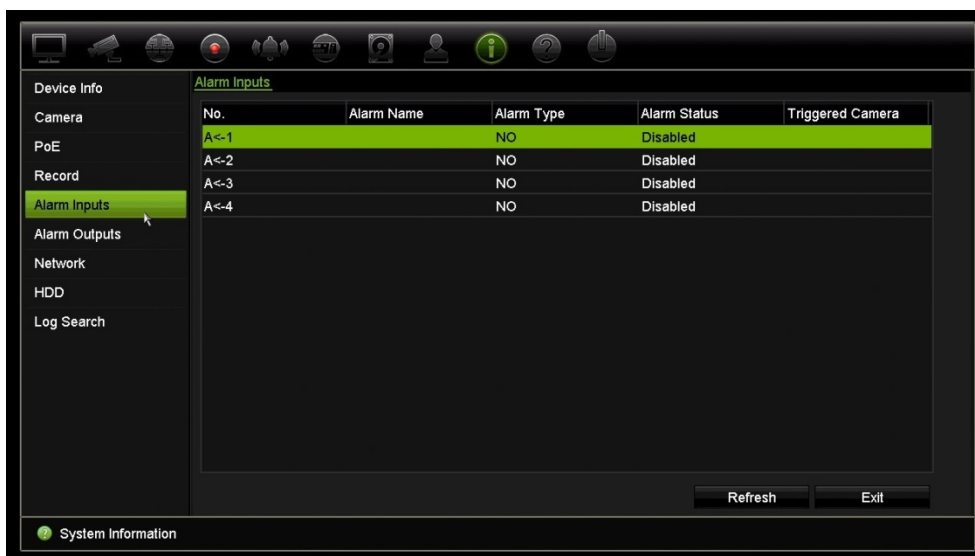 Device Info
Camera
PoE
Record
Alarm Inputs
Alarm Outputs
Network
HDD
Log Search
Alarm Inputs
No. Alarm Name Alarm Type Alarm Status Triggered Camera
A<-1 NO Disabled
A<-2 NO Disabled
A<-3 NO Disabled
A<-4 NO Disabled
Refresh Exit
System Information